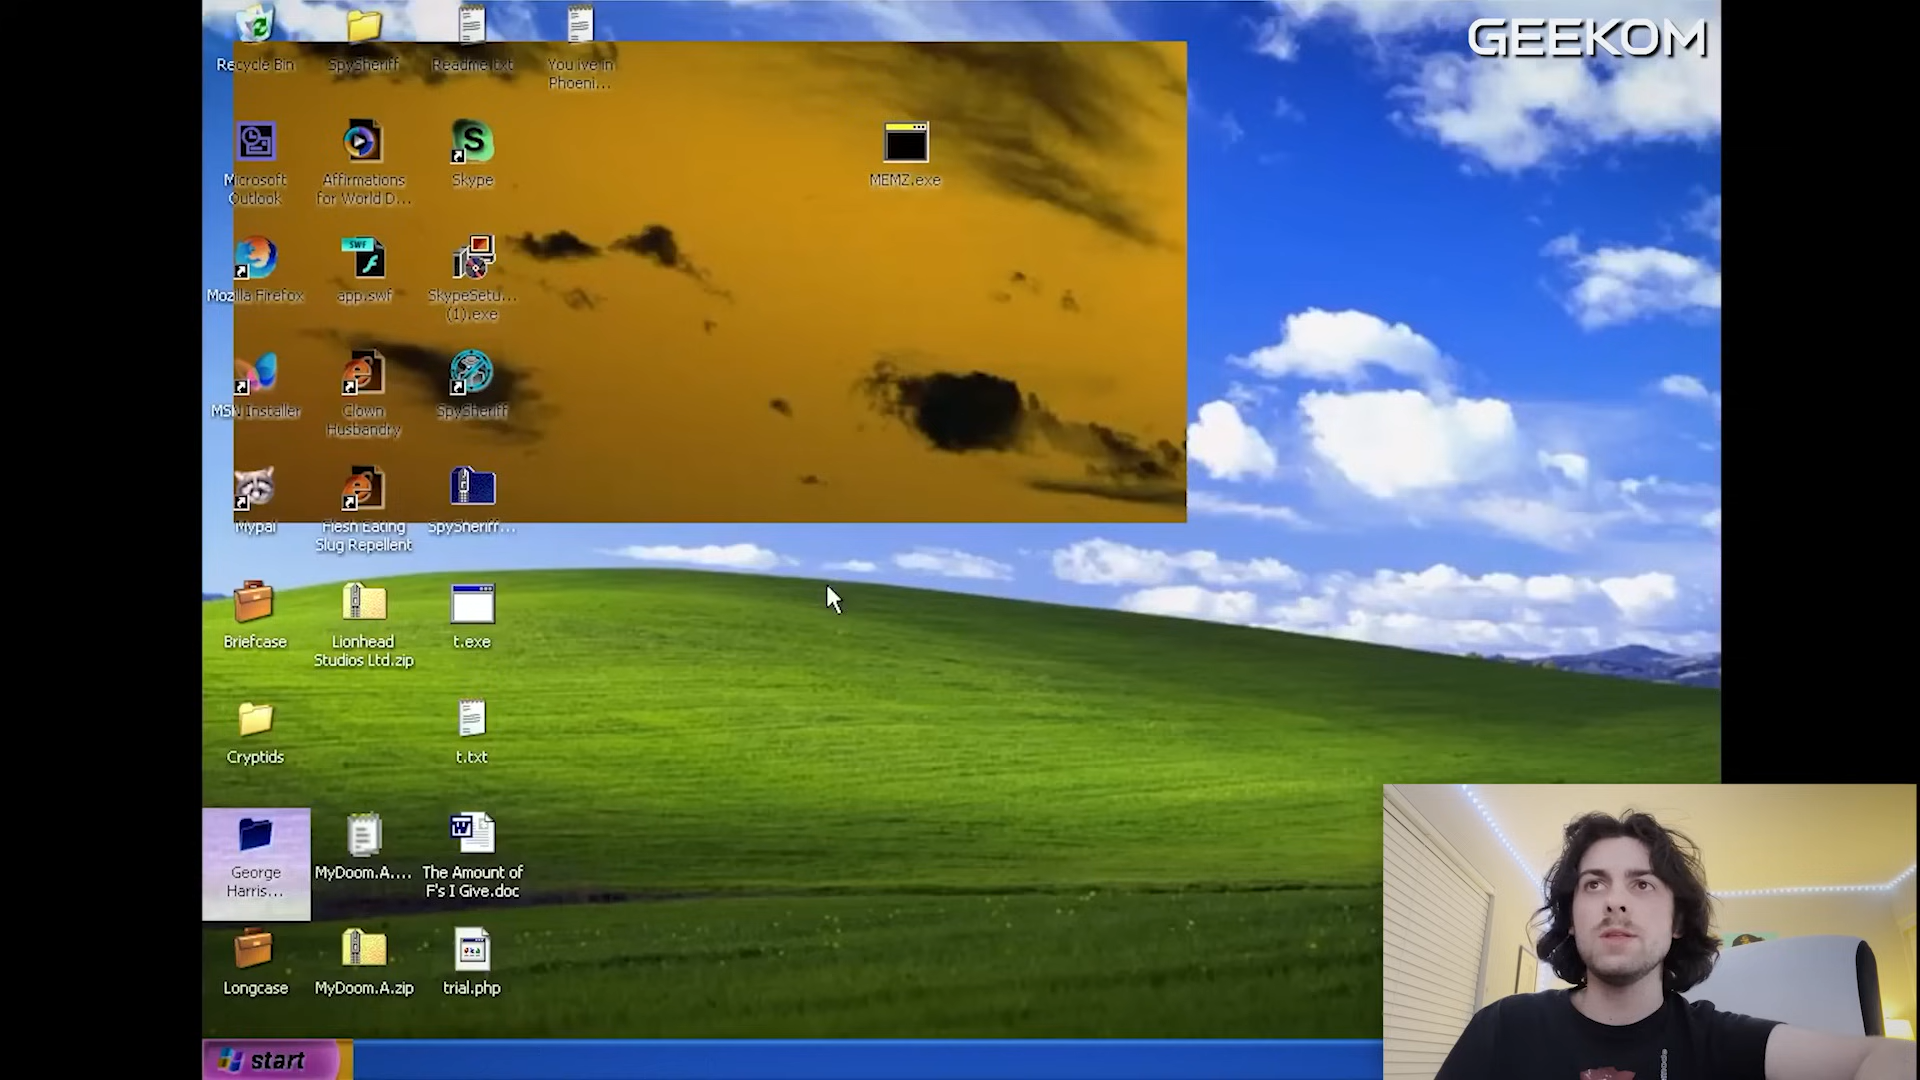 GEEKOM
Recycle Bin
SpySheriff
Readme.txt
You live in
Phoeni...
Microsoft
Outlook
Affirmations
for World D...
Skype
MEMZ.exe
Mozilla Firefox
app.swf
SkypeSetu...
(1).exe
MSN Installer
Clown
Husbandry
SpySheriff
Mypal
Flesh Eating
Slug Repellent
SpySheriff...
Briefcase
Lionhead
Studios Ltd.zip
t.exe
Cryptids
t.txt
George
Harris...
MyDoom.A....
The Amount of
F's I Give.doc
Longcase
MyDoom.A.zip
trial.php
start